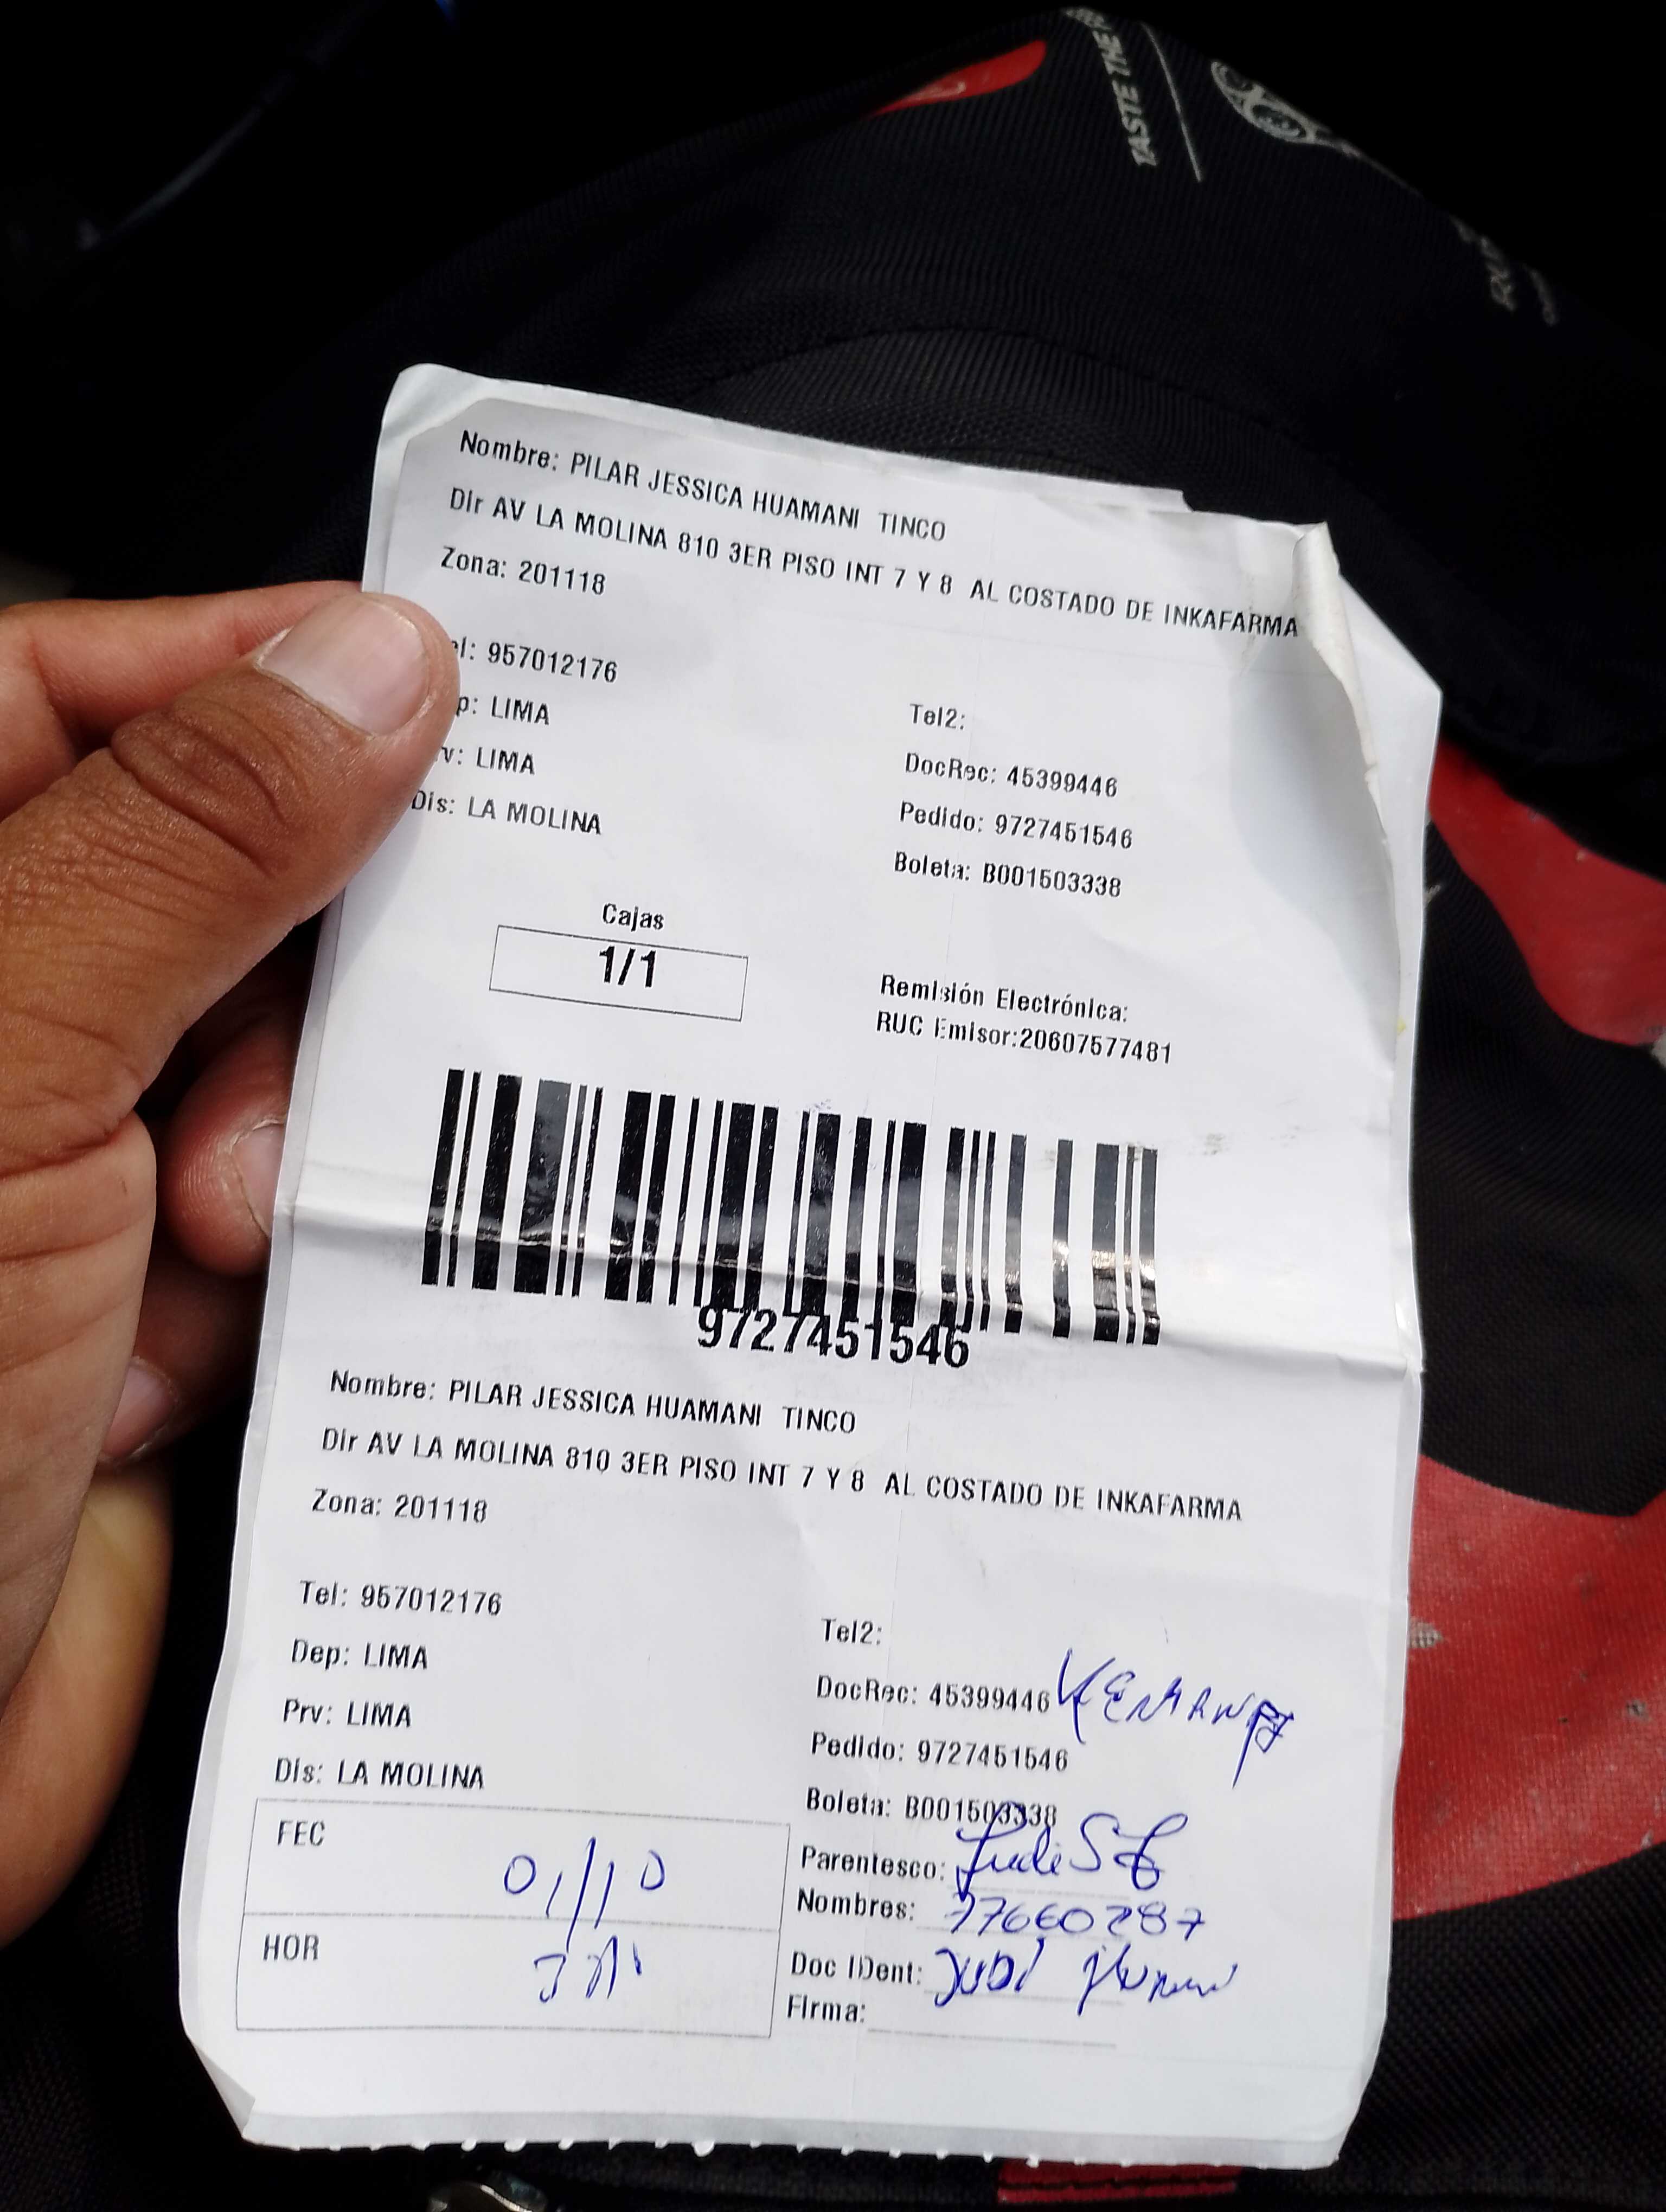 TASTE THE
Nombre: PILAR JESSICA HUAMANI TINCO
Dir AV LA MOLINA 810 3ER PISO INT 7 Y 8 AL COSTADO DE INKAFARMA
Zona: 201118
el: 957012176
p: LIMA
v: LIMA
Dis: LA MOLINA
Tel2:
DocRec: 45399446
Pedido: 9727451546
Boleta: B001503338
Cajas
1/1
Remisión Electrónica:
RUC Emisor:20607577481
9727451546
Nombre: PILAR JESSICA HUAMANI TINCO
Dir AV LA MOLINA 810 3ER PISO INT 7 Y 8 AL COSTADO DE INKAFARMA
Zona: 201118
Tel: 957012176
Dep: LIMA
Prv: LIMA
Dis: LA MOLINA
Tel2:
DocRec: 45399446
Pedido: 9727451546
Boleta: B001503338
Parentesco:
Nombres: 77660287
Doc IDent:
Firma:
FEC
01/10
HOR